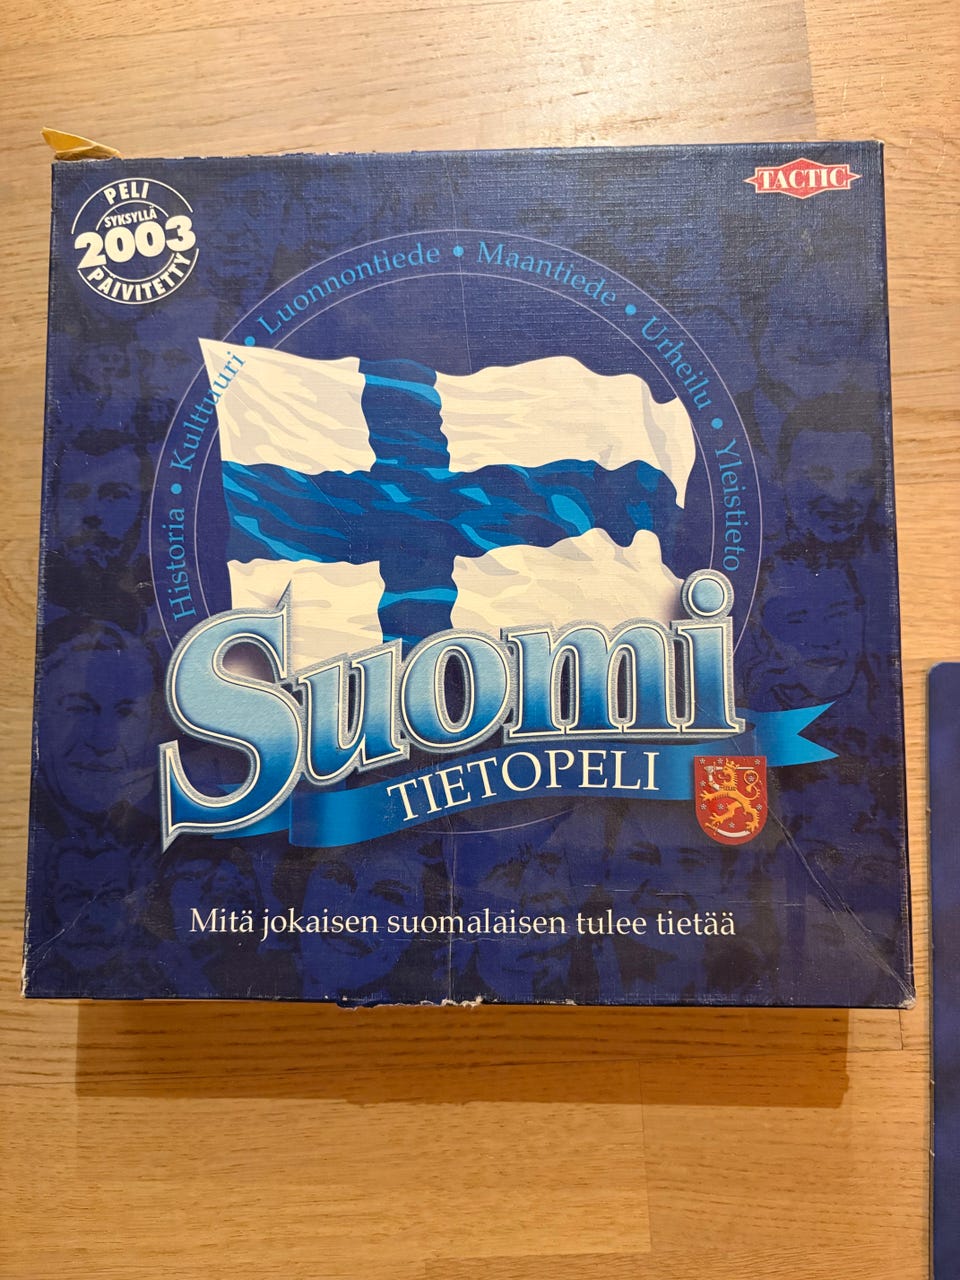 PELI
SYKSYLLÄ
2003
PÄIVITETTY
TACTIC
Historia • Kulttuuri • Luonnontiede • Maantiede • Urheilu • Yleistieto
Suomi
TIETOPELI
Mitä jokaisen suomalaisen tulee tietää